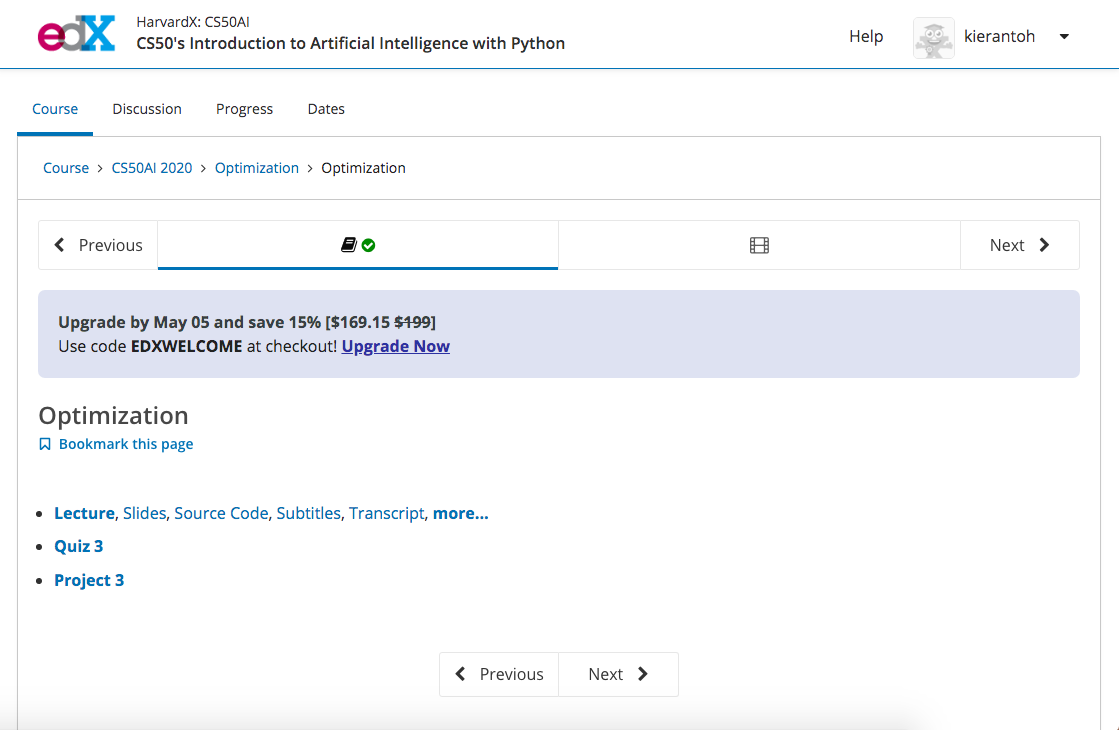 edX
HarvardX: CS50AI
CS50's Introduction to Artificial Intelligence with Python
Help
kierantoh
Course Discussion Progress Dates
Course > CS50AI 2020 > Optimization > Optimization
Previous
Next
Upgrade by May 05 and save 15% [$169.15 $199]
Use code EDXWELCOME at checkout! Upgrade Now
Optimization
Bookmark this page
Lecture, Slides, Source Code, Subtitles, Transcript, more...
Quiz 3
Project 3
Previous Next